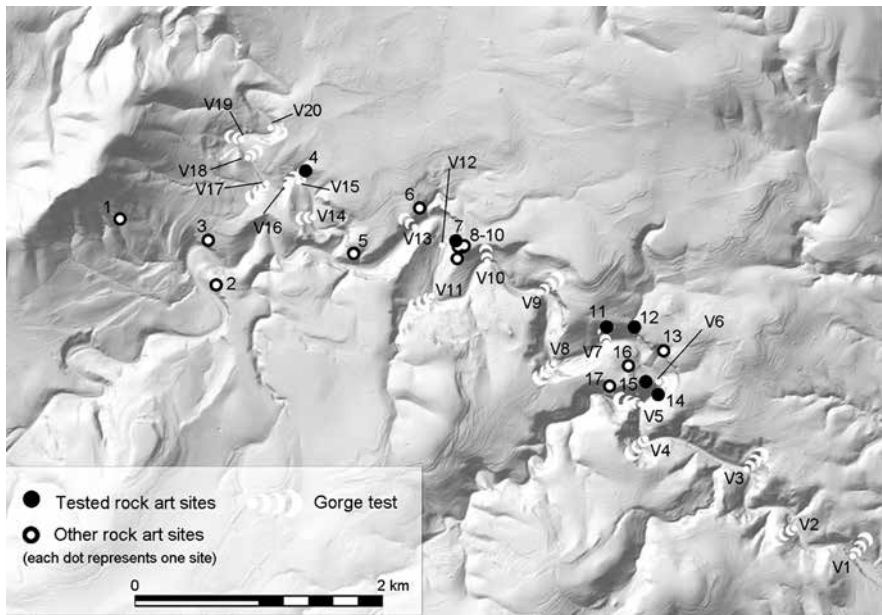 V19
V20
4
V12
V18
V17
V15
6
1
V14
7
3
V16
V13
8-10
5
2
V10
V11
V9
11
12
13
V6
V7
16
V8
17
15
14
V5
V4
V3
V2
V1
Tested rock art sites
Gorge test
Other rock art sites
(each dot represents one site)
0
2 km